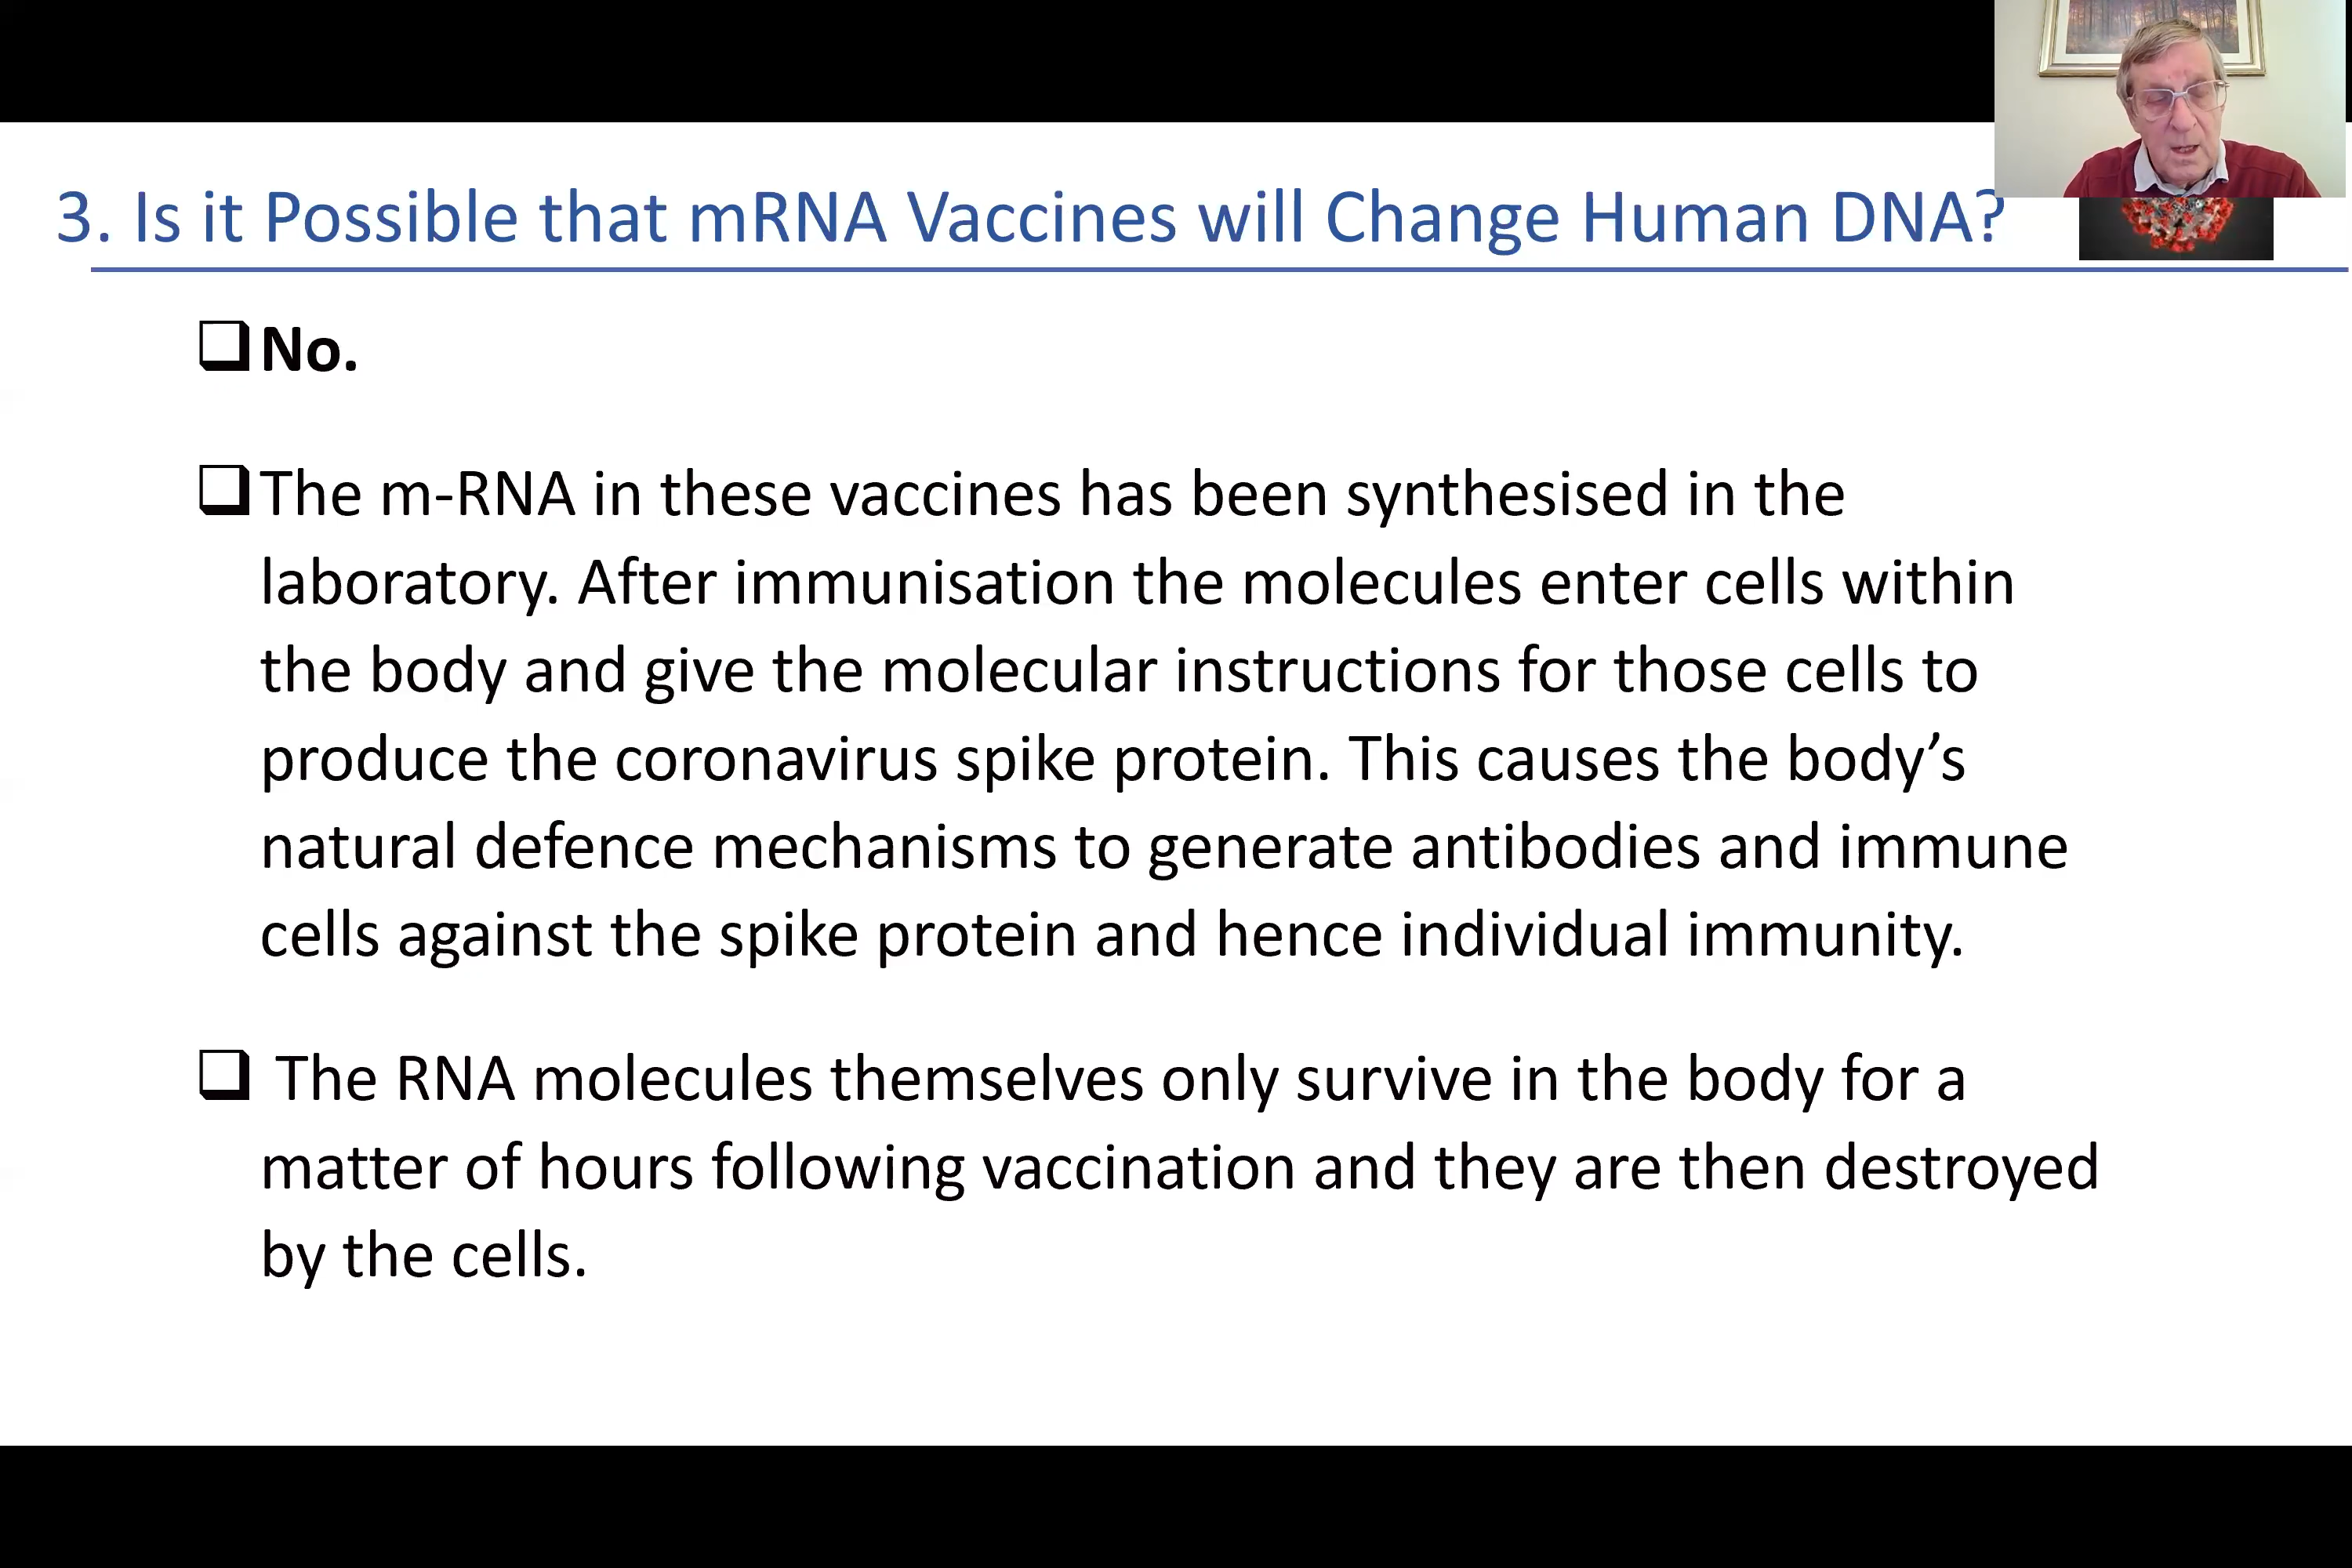 3. Is it Possible that mRNA Vaccines will Change Human DNA?
No.
The m-RNA in these vaccines has been synthesised in the
laboratory. After immunisation the molecules enter cells within
the body and give the molecular instructions for those cells to
produce the coronavirus spike protein. This causes the body’s
natural defence mechanisms to generate antibodies and immune
cells against the spike protein and hence individual immunity.
The RNA molecules themselves only survive in the body for a
matter of hours following vaccination and they are then destroyed
by the cells.